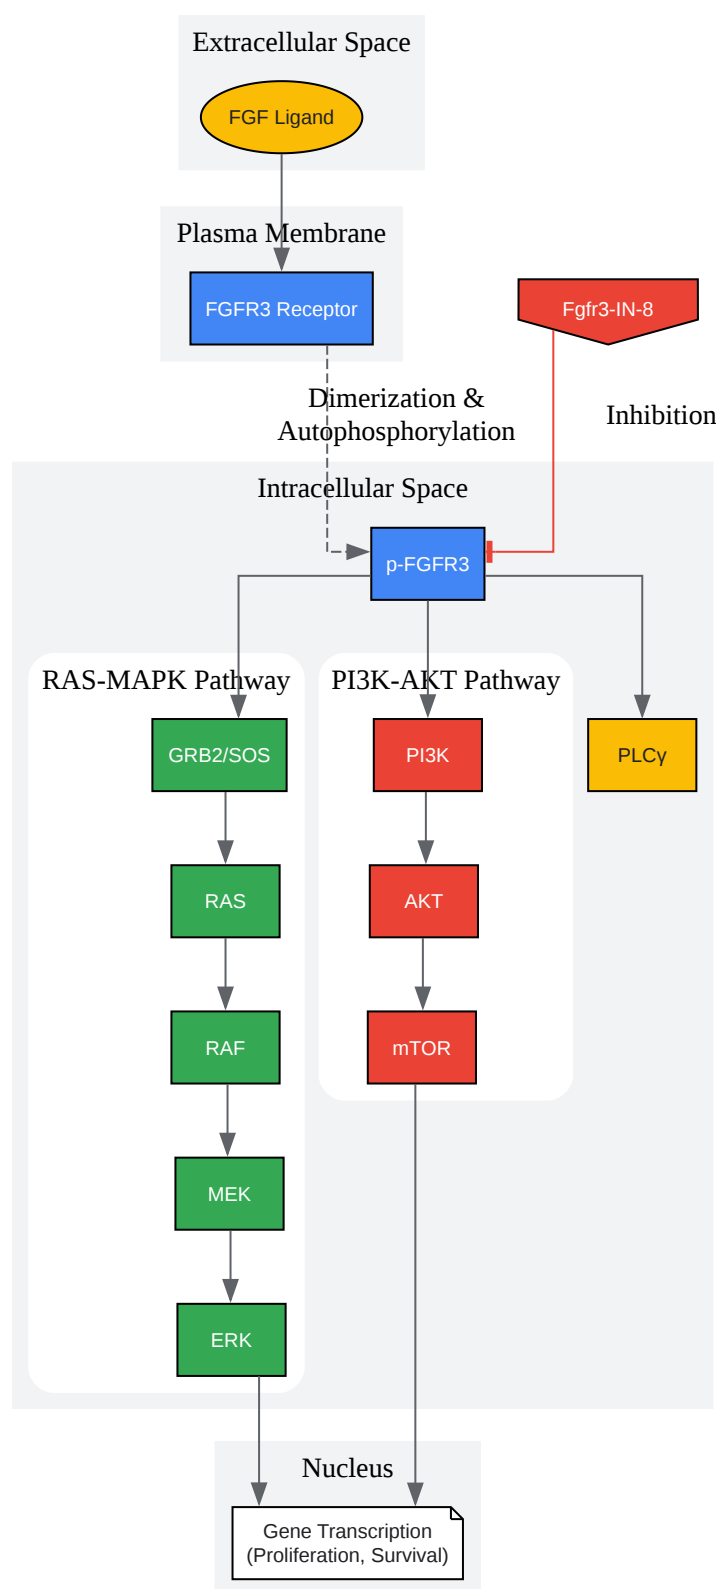 Extracellular Space
FGF Ligand
Plasma Membrane
FGFR3 Receptor
Fgfr3-IN-8
Dimerization &
Autophosphorylation
Inhibition
Intracellular Space
p-FGFR3
RAS-MAPK Pathway
PI3K-AKT Pathway
GRB2/SOS
PI3K
PLCγ
RAS
AKT
RAF
mTOR
MEK
ERK
Nucleus
Gene Transcription
(Proliferation, Survival)